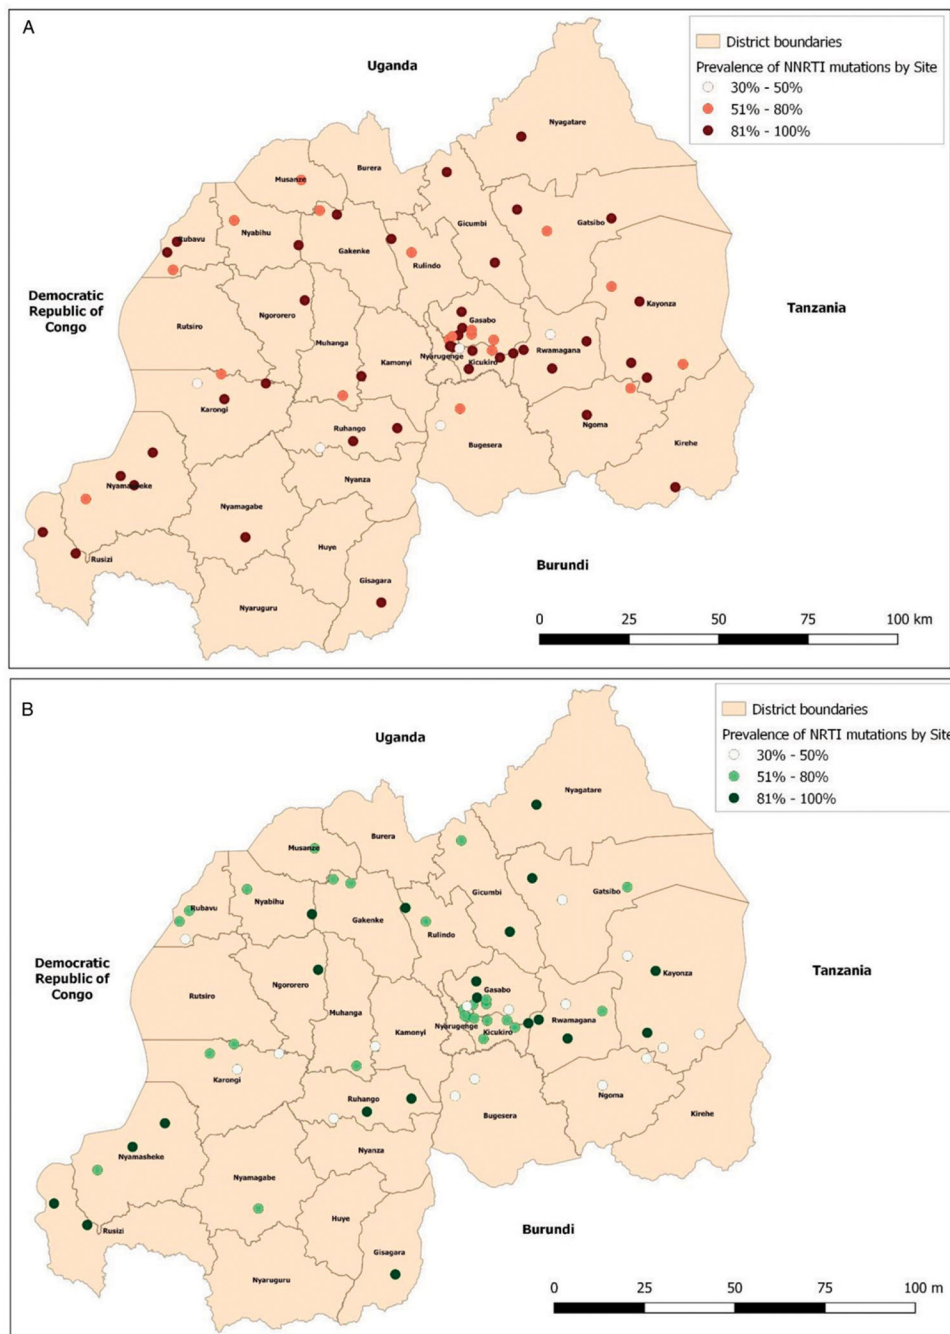 A
District boundaries
Prevalence of NNRTI mutations by Site
30% - 50%
51% - 80%
81% - 100%
Uganda
Nyagatare
Burera
Musanze
Gicumbi
Gatsibo
Rubavu
Nyabihu
Gakenke
Rulindo
Democratic
Republic of
Congo
Kayonza
Tanzania
Rutsiro
Ngororero
Muhanga
Gasabo
Kamonyi
Nyarugenge
Kicukiro
Rwamagana
Karongi
Ruhango
Bugesera
Ngoma
Kirehe
Nyamasheke
Nyanza
Nyamagabe
Huye
Rusizi
Gisagara
Nyaruguru
Burundi
0 25 50 75 100 km
B
District boundaries
Prevalence of NRTI mutations by Site
30% - 50%
51% - 80%
81% - 100%
Uganda
Nyagatare
Burera
Musanze
Gicumbi
Gatsibo
Rubavu
Nyabihu
Gakenke
Rulindo
Democratic
Republic of
Congo
Kayonza
Tanzania
Rutsiro
Ngororero
Muhanga
Gasabo
Kamonyi
Nyarugenge
Kicukiro
Rwamagana
Karongi
Ruhango
Bugesera
Ngoma
Kirehe
Nyamasheke
Nyanza
Nyamagabe
Huye
Rusizi
Gisagara
Nyaruguru
Burundi
0 25 50 75 100 m